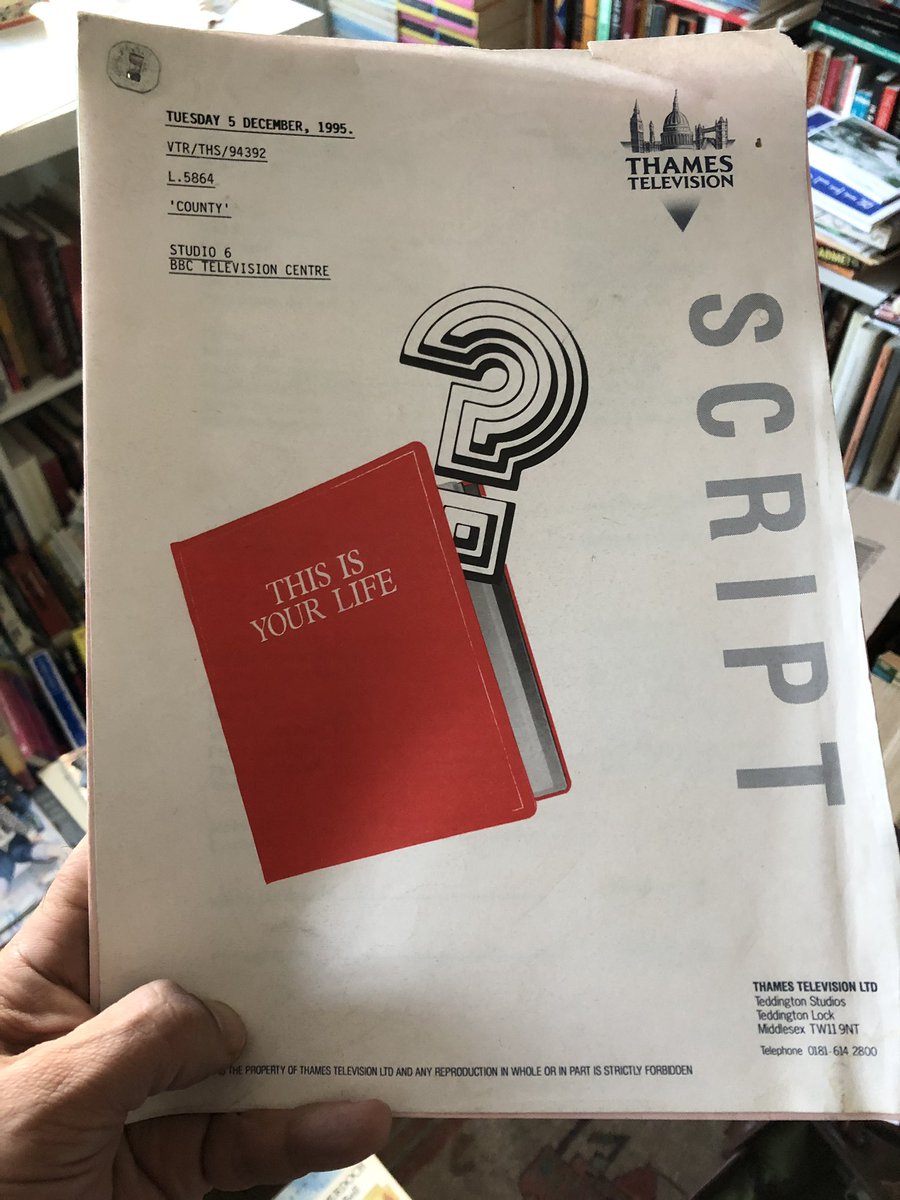 TUESDAY 5 DECEMBER, 1995.
VTR/THS/94392
L.5864
'COUNTY'
STUDIO 6
BBC TELEVISION CENTRE
THAMES
TELEVISION
SCRIPT
?
THIS IS
YOUR LIFE
THAMES TELEVISION LTD
Teddington Studios
Teddington Lock
Middlesex TW11 9NT
Telephone 0181-614 2800
THE PROPERTY OF THAMES TELEVISION LTD AND ANY REPRODUCTION IN WHOLE OR IN PART IS STRICTLY FORBIDDEN